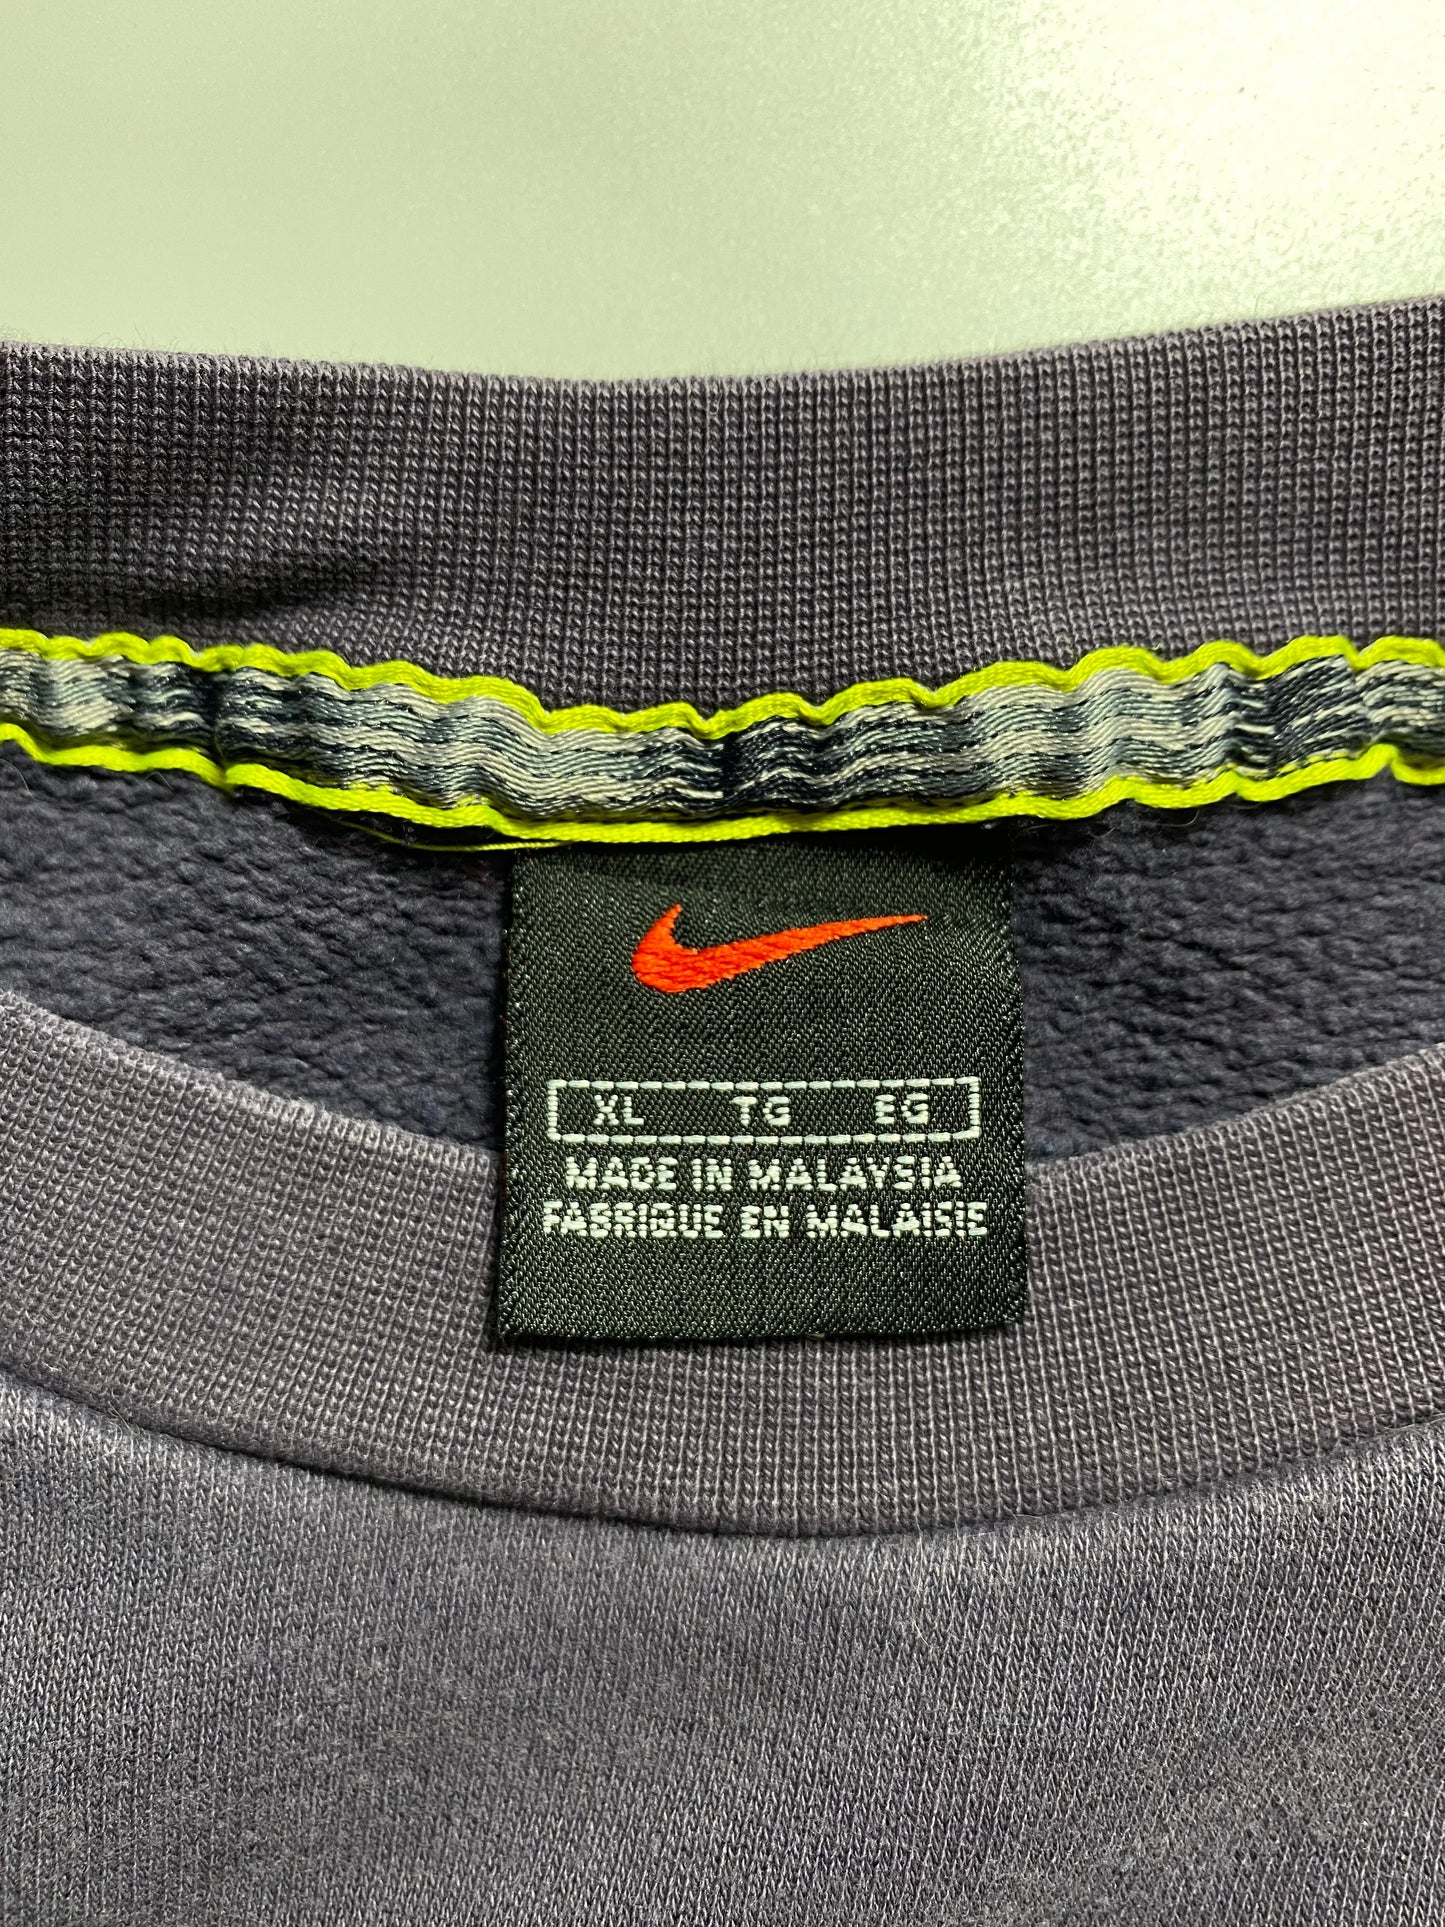 XL TG EG
MADE IN MALAYSIA
FABRIQUE EN MALAISIE